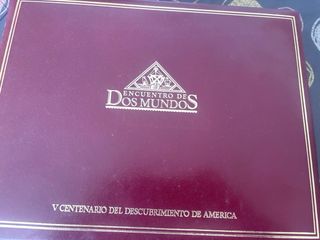 ENCUENTRO DE
DOS MUNDOS
V CENTENARIO DEL DESCUBRIMIENTO DE AMERICA